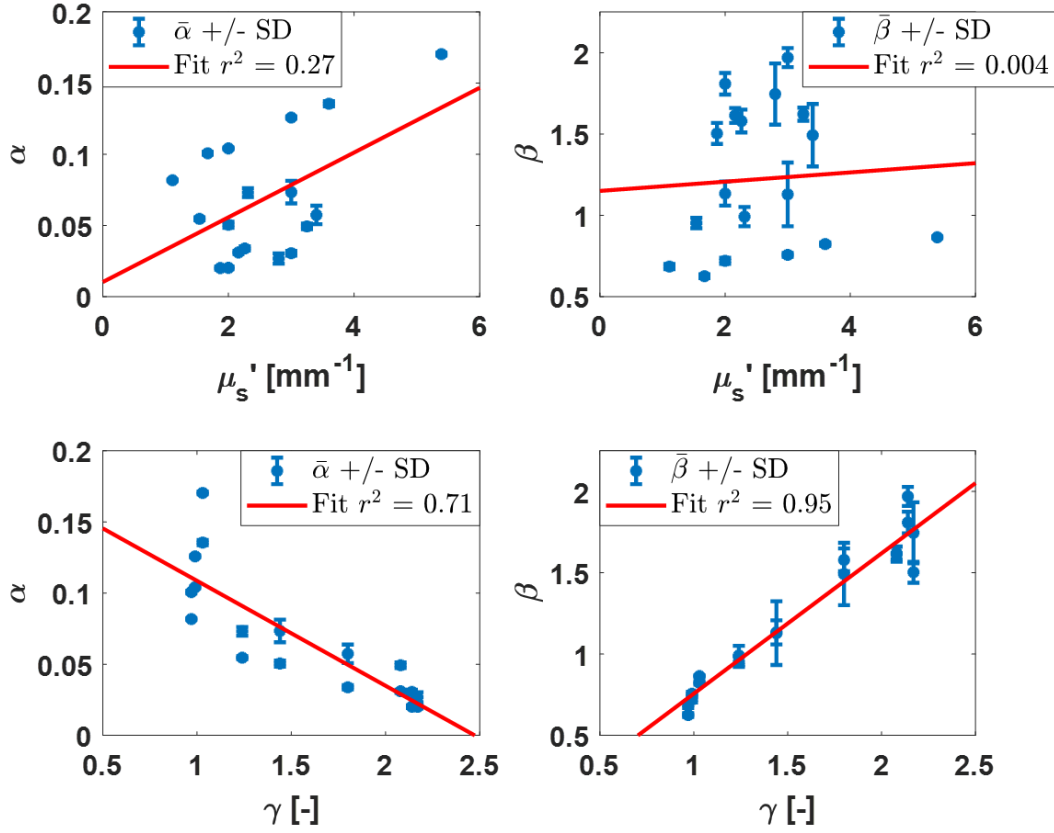 ᾱ +/- SD
Fit r² = 0.27
0.2
0.15
0.1
0.05
0
α
0 2 4 6
μₛ' [mm⁻¹]
β̄ +/- SD
Fit r² = 0.004
2
1.5
1
0.5
β
0 2 4 6
μₛ' [mm⁻¹]
ᾱ +/- SD
Fit r² = 0.71
0.2
0.15
0.1
0.05
0
α
0.5 1 1.5 2 2.5
γ [-]
β̄ +/- SD
Fit r² = 0.95
2
1.5
1
0.5
β
0.5 1 1.5 2 2.5
γ [-]